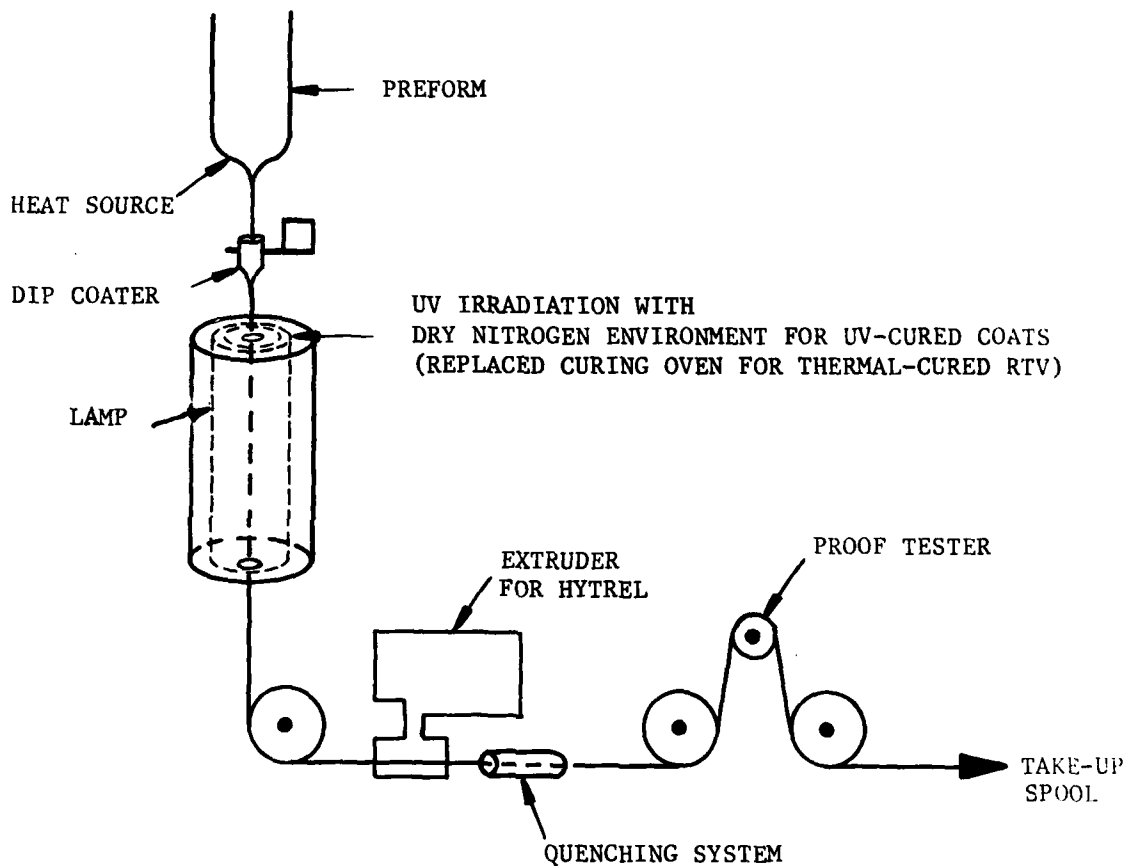 PREFORM
HEAT SOURCE
DIP COATER
UV IRRADIATION WITH
DRY NITROGEN ENVIRONMENT FOR UV-CURED COATS
(REPLACED CURING OVEN FOR THERMAL-CURED RTV)
LAMP
EXTRUDER
FOR HYTREL
PROOF TESTER
TAKE-UP
SPOOL
QUENCHING SYSTEM